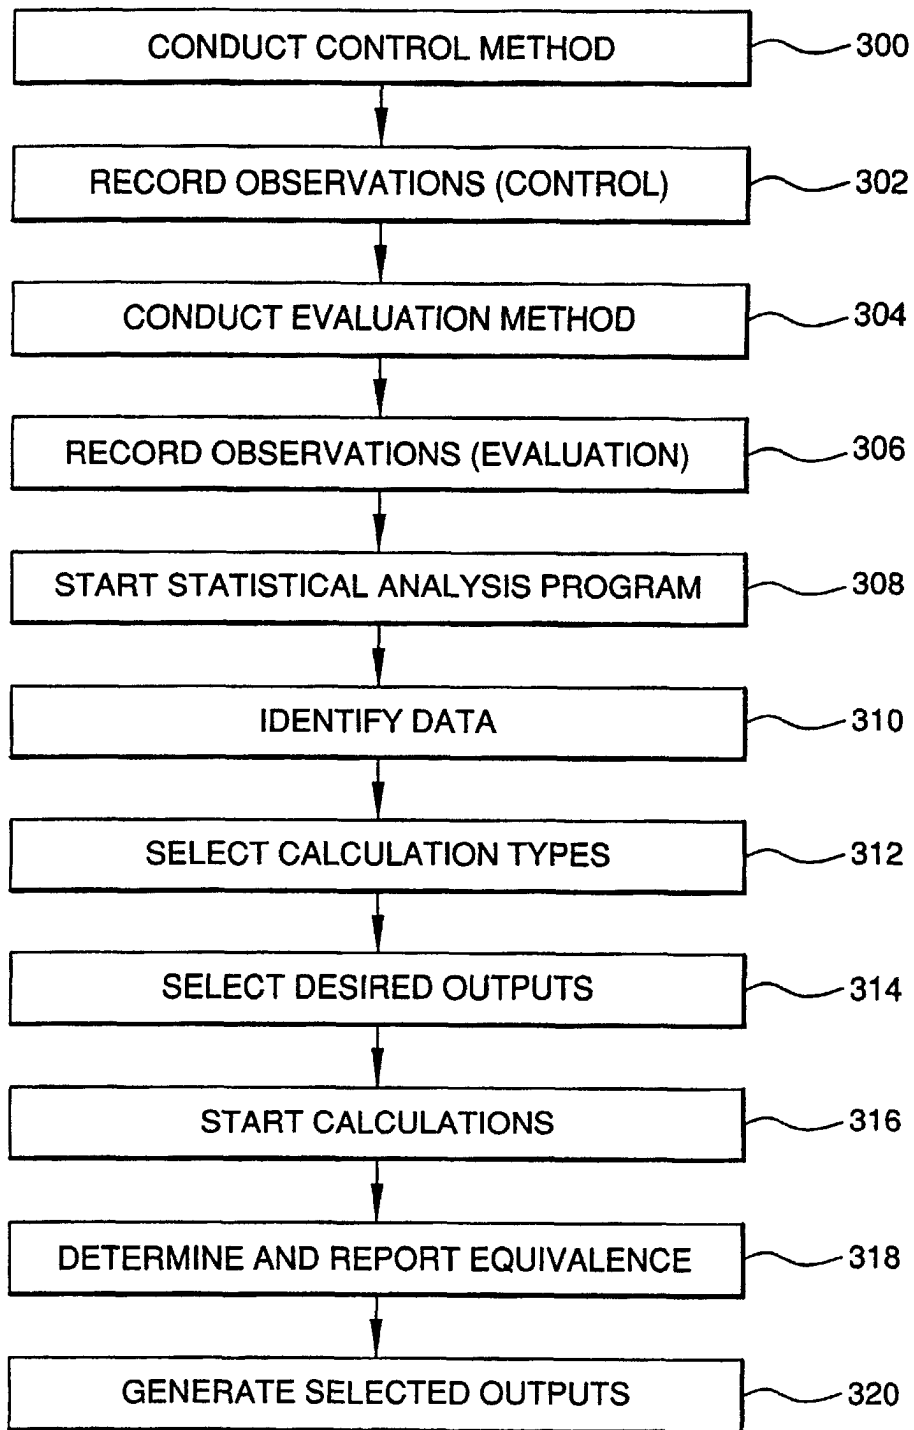 CONDUCT CONTROL METHOD 300
RECORD OBSERVATIONS (CONTROL) 302
CONDUCT EVALUATION METHOD 304
RECORD OBSERVATIONS (EVALUATION) 306
START STATISTICAL ANALYSIS PROGRAM 308
IDENTIFY DATA 310
SELECT CALCULATION TYPES 312
SELECT DESIRED OUTPUTS 314
START CALCULATIONS 316
DETERMINE AND REPORT EQUIVALENCE 318
GENERATE SELECTED OUTPUTS 320